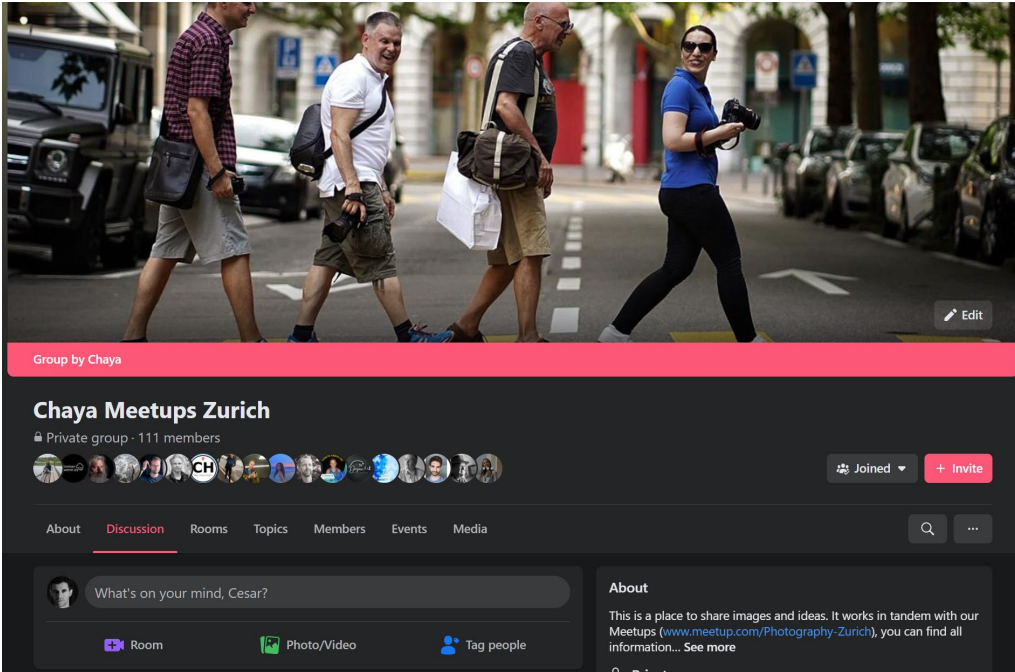 Edit
Group by Chaya
Chaya Meetups Zurich
Private group · 111 members
CH
Joined
+ Invite
About
Discussion
Rooms
Topics
Members
Events
Media
...
What's on your mind, Cesar?
Room
Photo/Video
Tag people
About
This is a place to share images and ideas. It works in tandem with our
Meetups (www.meetup.com/Photography-Zurich), you can find all
information... See more